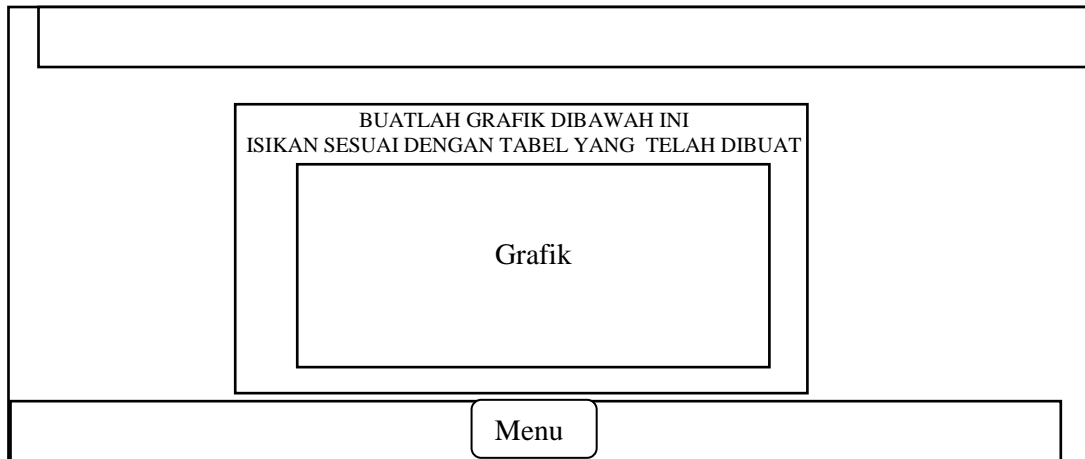 BUATLAH GRAFIK DIBAWAH INI
ISIKAN SESUAI DENGAN TABEL YANG TELAH DIBUAT
Grafik
Menu